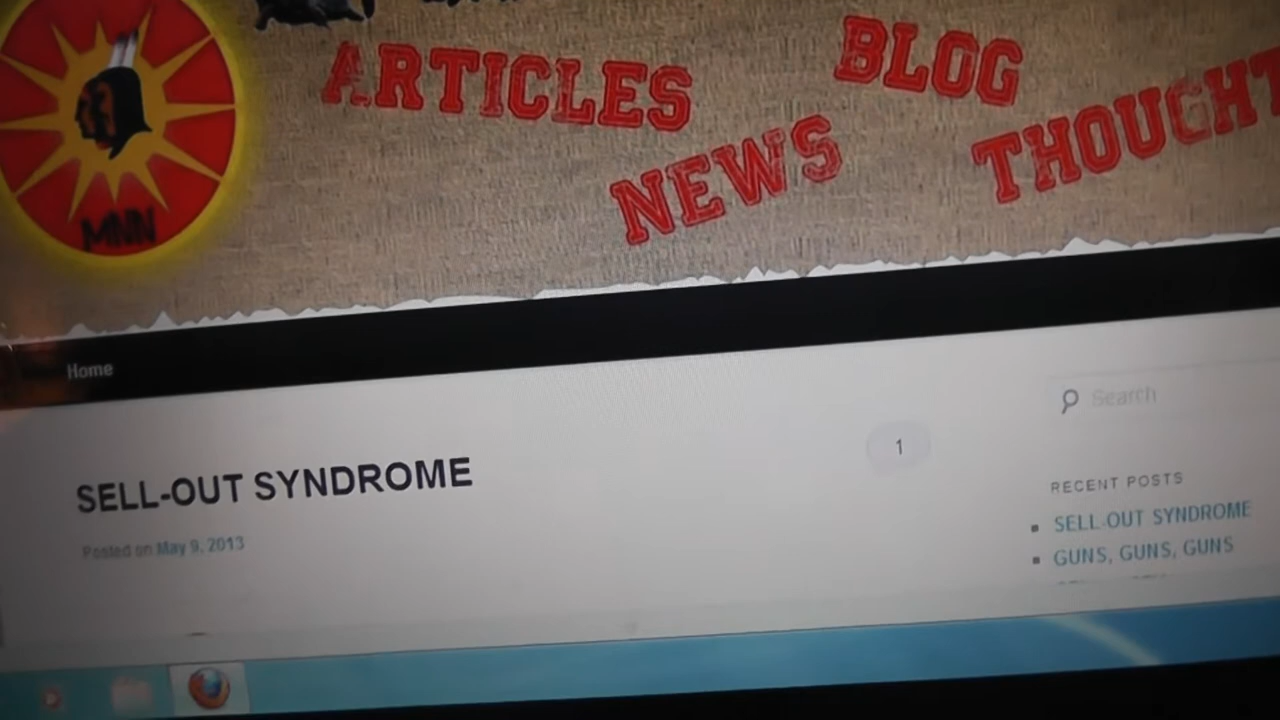 ARTICLES
BLOG
NEWS
THOUGHT
MNN
Home
Search
SELL-OUT SYNDROME
1
Posted on May 9, 2013
RECENT POSTS
SELL-OUT SYNDROME
GUNS, GUNS, GUNS